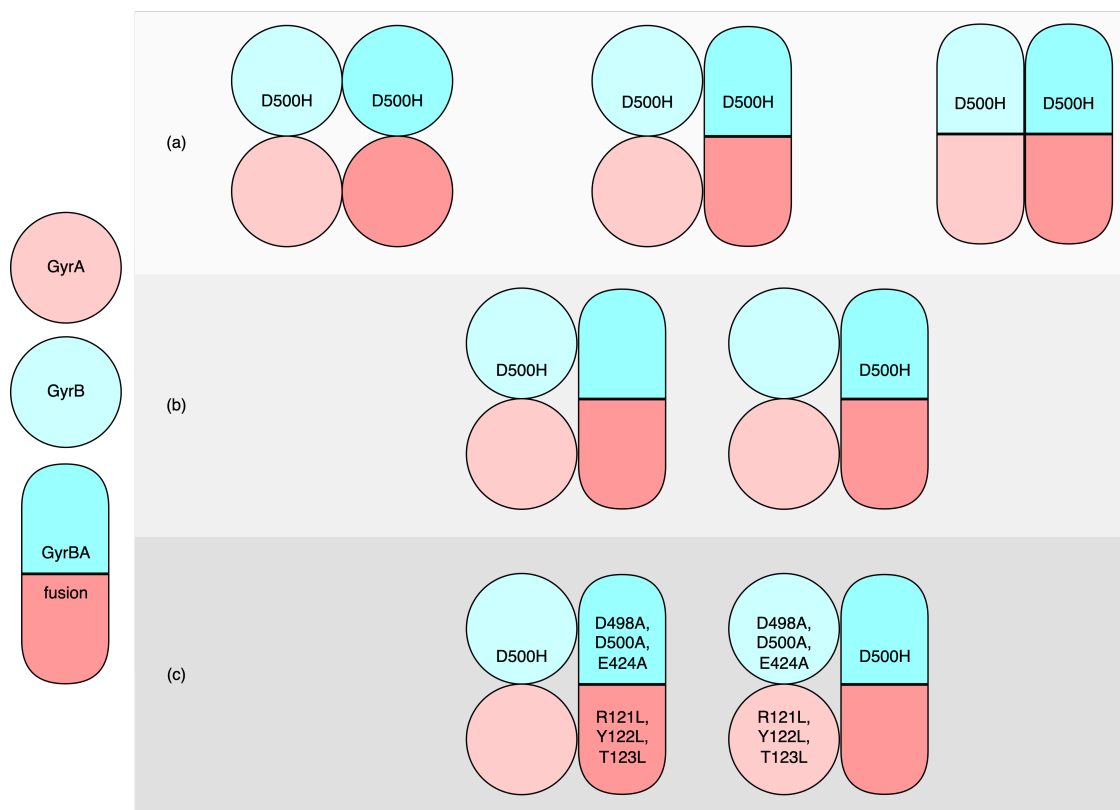 D500H
D500H
D500H
D500H
D500H
D500H
(a)
GyrA
GyrB
GyrBA
fusion
D500H
D500H
(b)
D498A,
D500A,
E424A
D500H
R121L,
Y122L,
T123L
D498A,
D500A,
E424A
D500H
R121L,
Y122L,
T123L
(c)